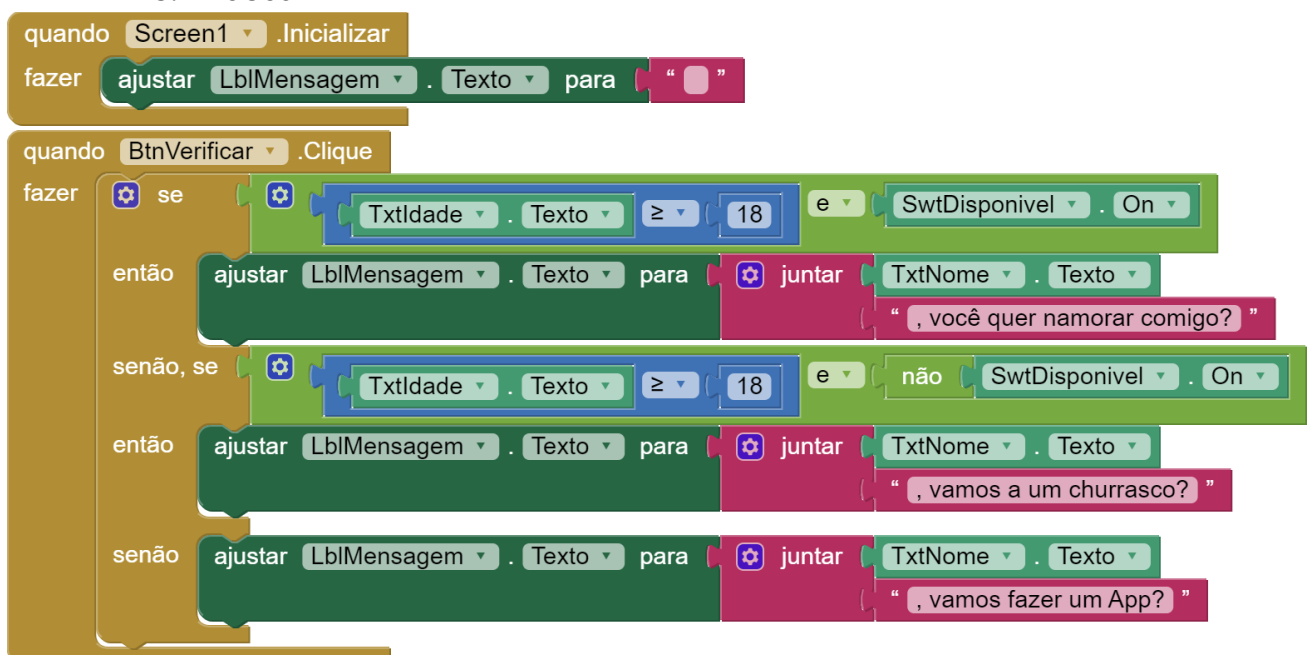 quando Screen1 .Inicializar
fazer ajustar LblMensagem . Texto para “ ”
quando BtnVerificar .Clique
fazer se TxtIdade . Texto ≥ 18 e SwtDisponivel . On
então ajustar LblMensagem . Texto para juntar TxtNome . Texto
“ , você quer namorar comigo? ”
senão, se TxtIdade . Texto ≥ 18 e não SwtDisponivel . On
então ajustar LblMensagem . Texto para juntar TxtNome . Texto
“ , vamos a um churrasco? ”
senão ajustar LblMensagem . Texto para juntar TxtNome . Texto
“ , vamos fazer um App? ”